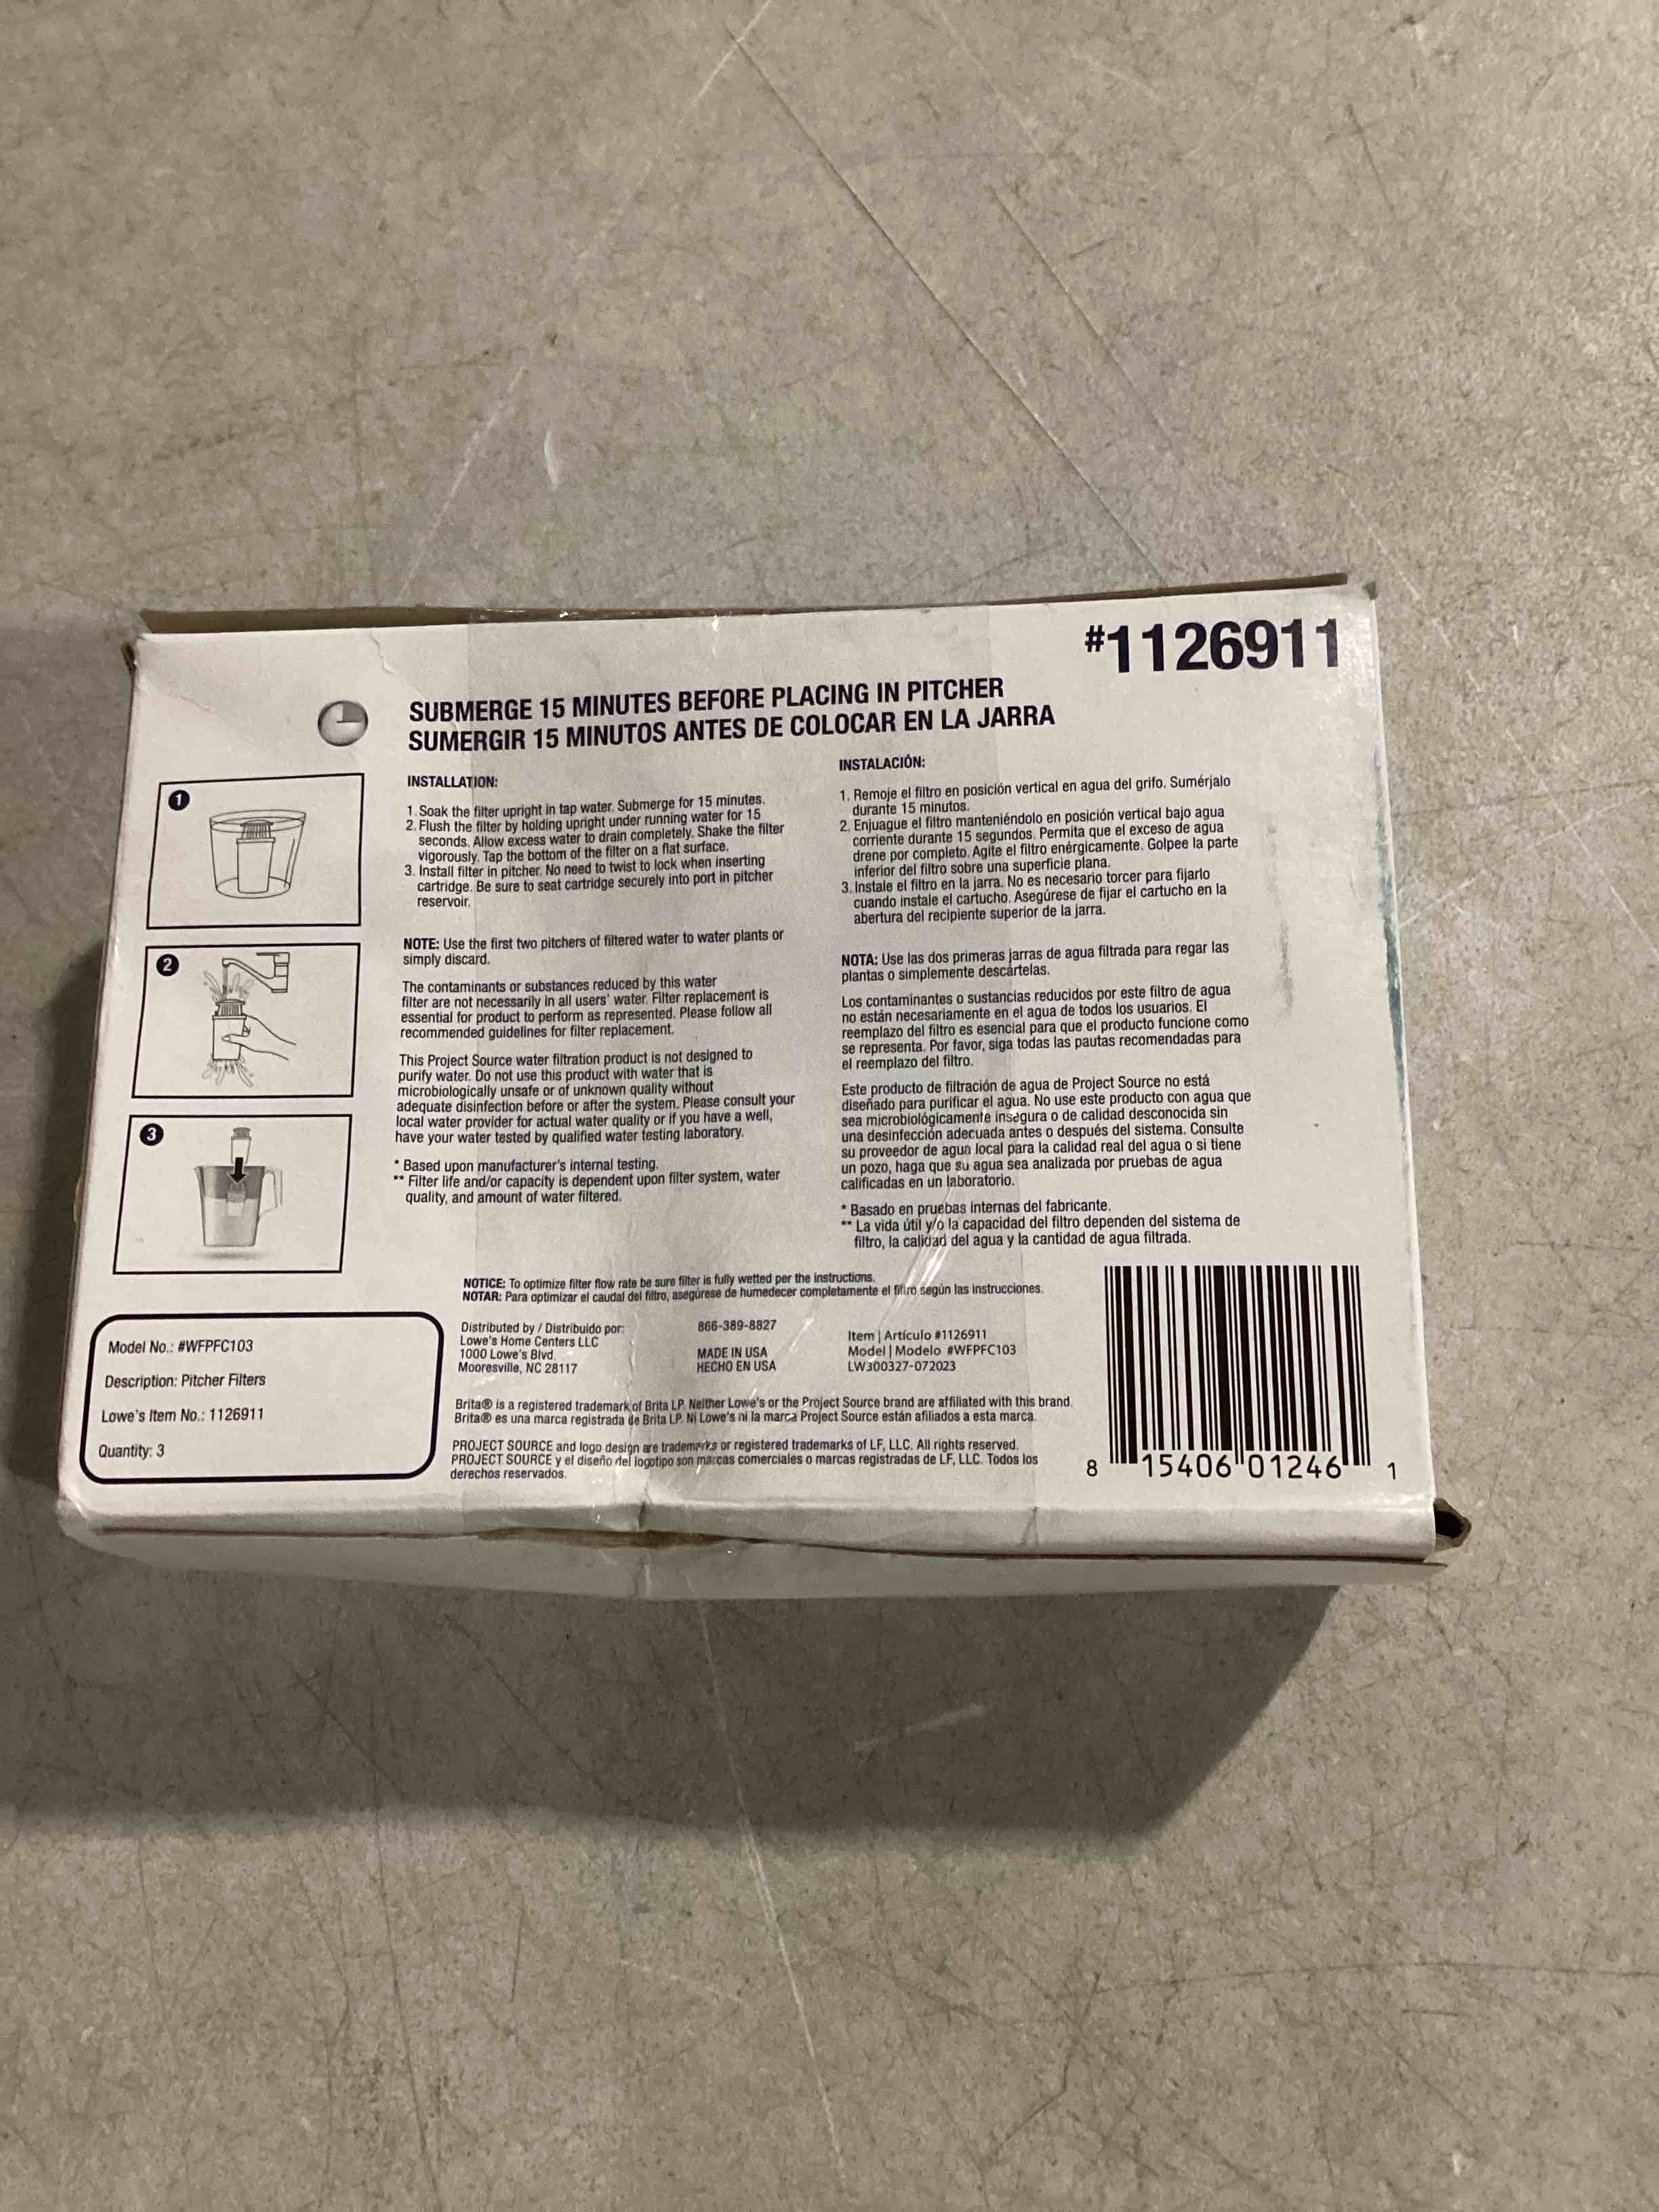 #1126911
SUBMERGE 15 MINUTES BEFORE PLACING IN PITCHER
SUMERGIR 15 MINUTOS ANTES DE COLOCAR EN LA JARRA
1
2
3
INSTALLATION:
1. Soak the filter upright in tap water. Submerge for 15 minutes.
2. Flush the filter by holding upright under running water for 15
seconds. Allow excess water to drain completely. Shake the filter
vigorously. Tap the bottom of the filter on a flat surface.
3. Install filter in pitcher. No need to twist to lock when inserting
cartridge. Be sure to seat cartridge securely into port in pitcher
reservoir.
NOTE: Use the first two pitchers of filtered water to water plants or
simply discard.
The contaminants or substances reduced by this water
filter are not necessarily in all users' water. Filter replacement is
essential for product to perform as represented. Please follow all
recommended guidelines for filter replacement.
This Project Source water filtration product is not designed to
purify water. Do not use this product with water that is
microbiologically unsafe or of unknown quality without
adequate disinfection before or after the system. Please consult your
local water provider for actual water quality or if you have a well,
have your water tested by qualified water testing laboratory.
* Based upon manufacturer's internal testing.
** Filter life and/or capacity is dependent upon filter system, water
quality, and amount of water filtered.
INSTALACIÓN:
1. Remoje el filtro en posición vertical en agua del grifo. Sumérjalo
durante 15 minutos.
2. Enjuague el filtro manteniéndolo en posición vertical bajo agua
corriente durante 15 segundos. Permita que el exceso de agua
drene por completo. Agite el filtro enérgicamente. Golpee la parte
inferior del filtro sobre una superficie plana.
3. Instale el filtro en la jarra. No es necesario torcer para fijarlo
cuando instale el cartucho. Asegúrese de fijar el cartucho en la
abertura del recipiente superior de la jarra.
NOTA: Use las dos primeras jarras de agua filtrada para regar las
plantas o simplemente descártelas.
Los contaminantes o sustancias reducidos por este filtro de agua
no están necesariamente en el agua de todos los usuarios. El
reemplazo del filtro es esencial para que el producto funcione como
se representa. Por favor, siga todas las pautas recomendadas para
el reemplazo del filtro.
Este producto de filtración de agua de Project Source no está
diseñado para purificar el agua. No use este producto con agua que
sea microbiológicamente insegura o de calidad desconocida sin
una desinfección adecuada antes o después del sistema. Consulte
su proveedor de agua local para la calidad real del agua o si tiene
un pozo, haga que su agua sea analizada por pruebas de agua
calificadas en un laboratorio.
* Basado en pruebas internas del fabricante.
** La vida útil y/o la capacidad del filtro dependen del sistema de
filtro, la calidad del agua y la cantidad de agua filtrada.
NOTICE: To optimize filter flow rate be sure filter is fully wetted per the instructions.
NOTAR: Para optimizar el caudal del filtro, asegúrese de humedecer completamente el filtro según las instrucciones.
Model No.: #WFPFC103
Description: Pitcher Filters
Lowe's Item No.: 1126911
Quantity: 3
Distributed by / Distribuido por:
Lowe's Home Centers LLC
1000 Lowe's Blvd.
Mooresville, NC 28117
866-389-8827
MADE IN USA
HECHO EN USA
Item | Artículo #1126911
Model | Modelo #WFPFC103
LW300327-072023
Brita® is a registered trademark of Brita LP. Neither Lowe's or the Project Source brand are affiliated with this brand.
Brita® es una marca registrada de Brita LP. Ni Lowe's ni la marca Project Source están afiliados a esta marca.
PROJECT SOURCE and logo design are trademarks or registered trademarks of LF, LLC. All rights reserved.
PROJECT SOURCE y el diseño del logotipo son marcas comerciales o marcas registradas de LF, LLC. Todos los
derechos reservados.
8 15406 01246 1